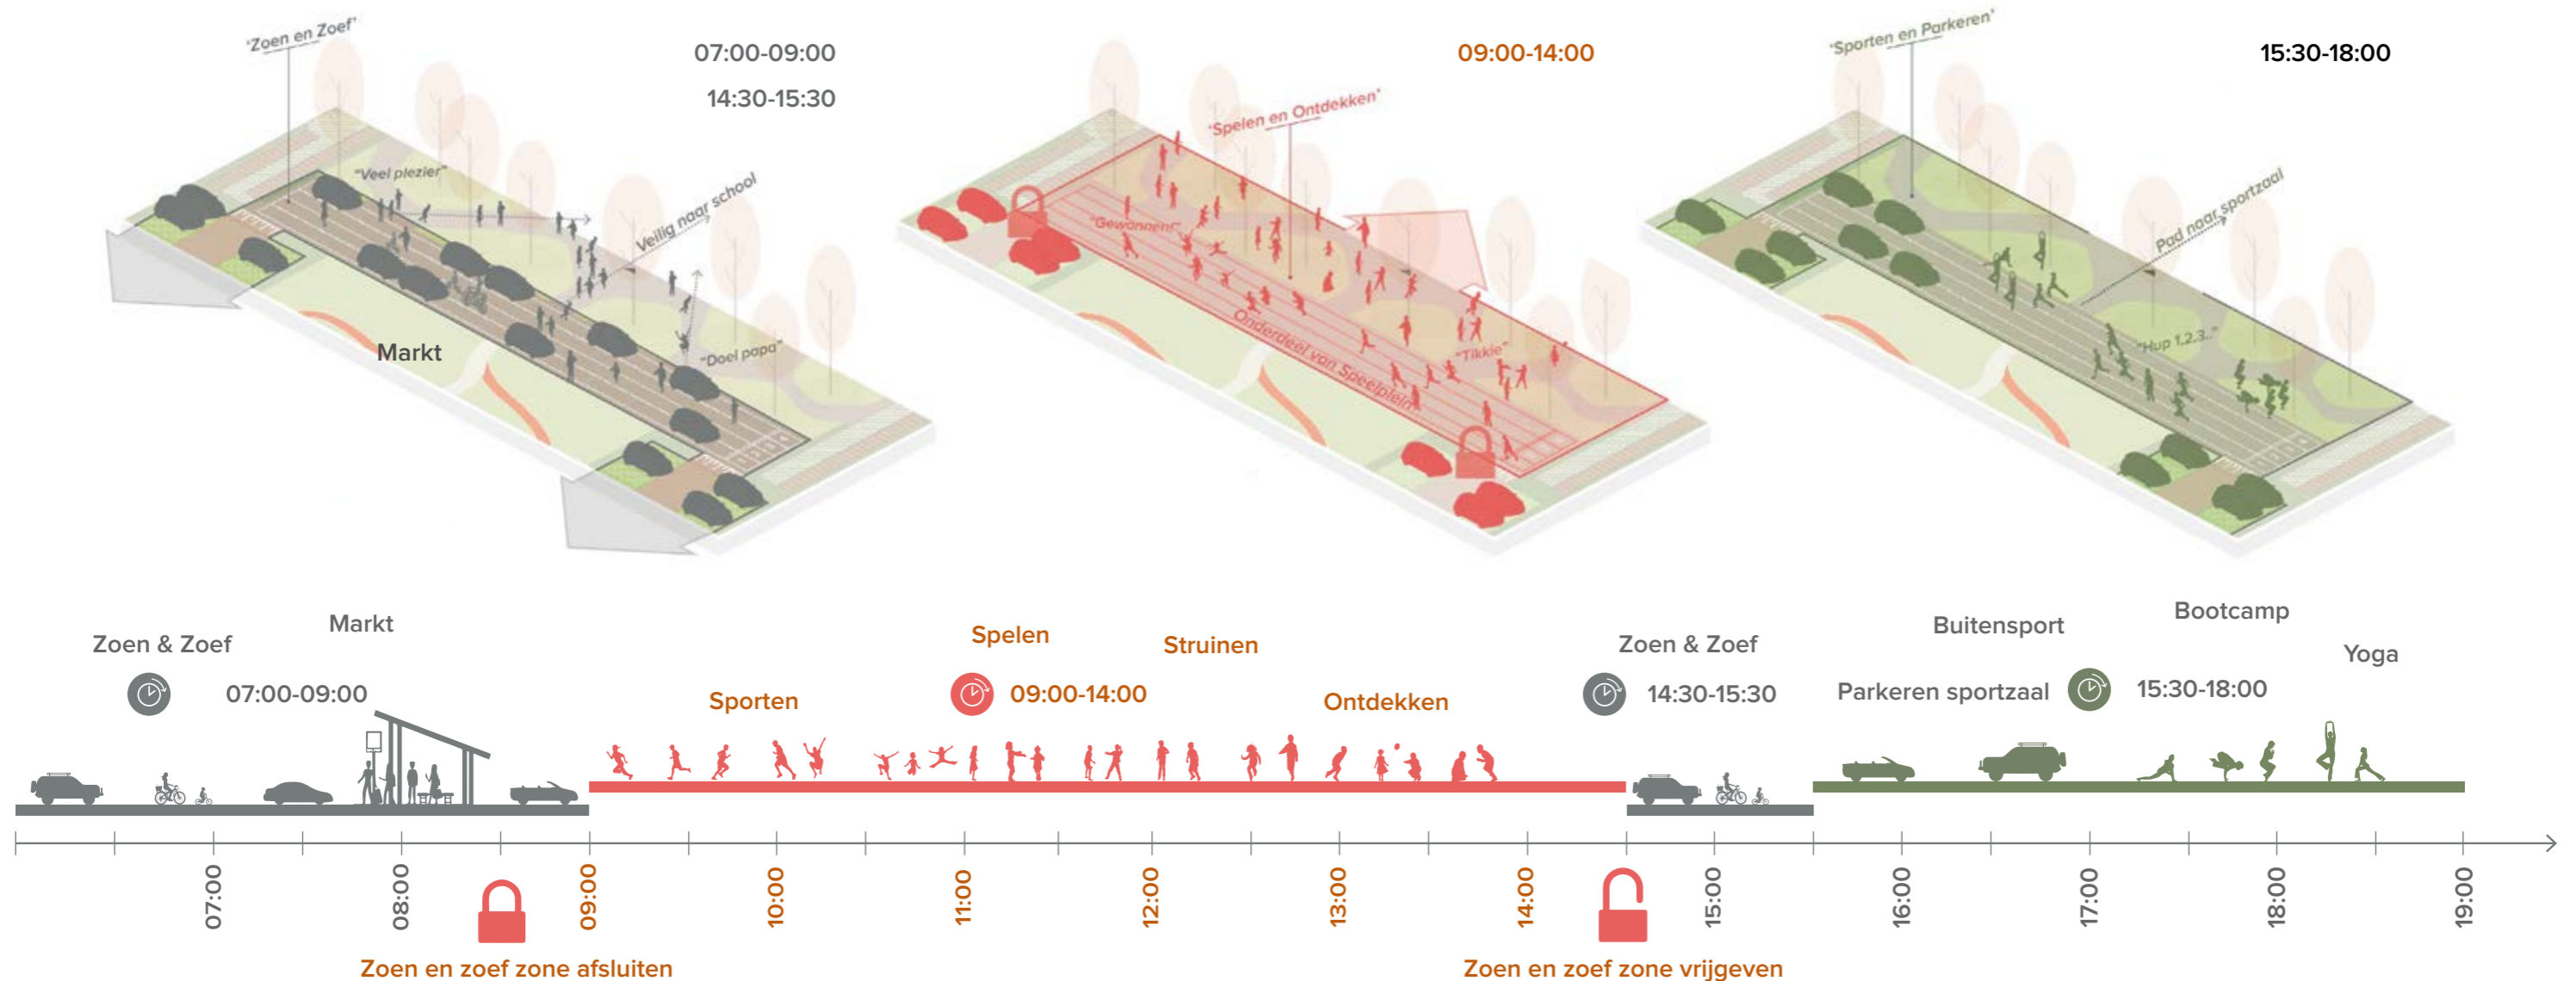 'Zoen en Zoef'
07:00-09:00
14:30-15:30
"Veel plezier"
Veilig naar school
Markt
"Doei papa"
09:00-14:00
'Spelen en Ontdekken'
"Gewonnen!"
Onderdeel van Speelplein
"Tikkie"
'Sporten en Parkeren'
15:30-18:00
Pad naar sportzaal
"Hup 1,2,3.."
Zoen & Zoef
Markt
07:00-09:00
Sporten
Spelen
Struinen
09:00-14:00
Ontdekken
Zoen & Zoef
14:30-15:30
Buitensport
Bootcamp
Yoga
Parkeren sportzaal
15:30-18:00
07:00
08:00
09:00
10:00
11:00
12:00
13:00
14:00
15:00
16:00
17:00
18:00
19:00
Zoen en zoef zone afsluiten
Zoen en zoef zone vrijgeven